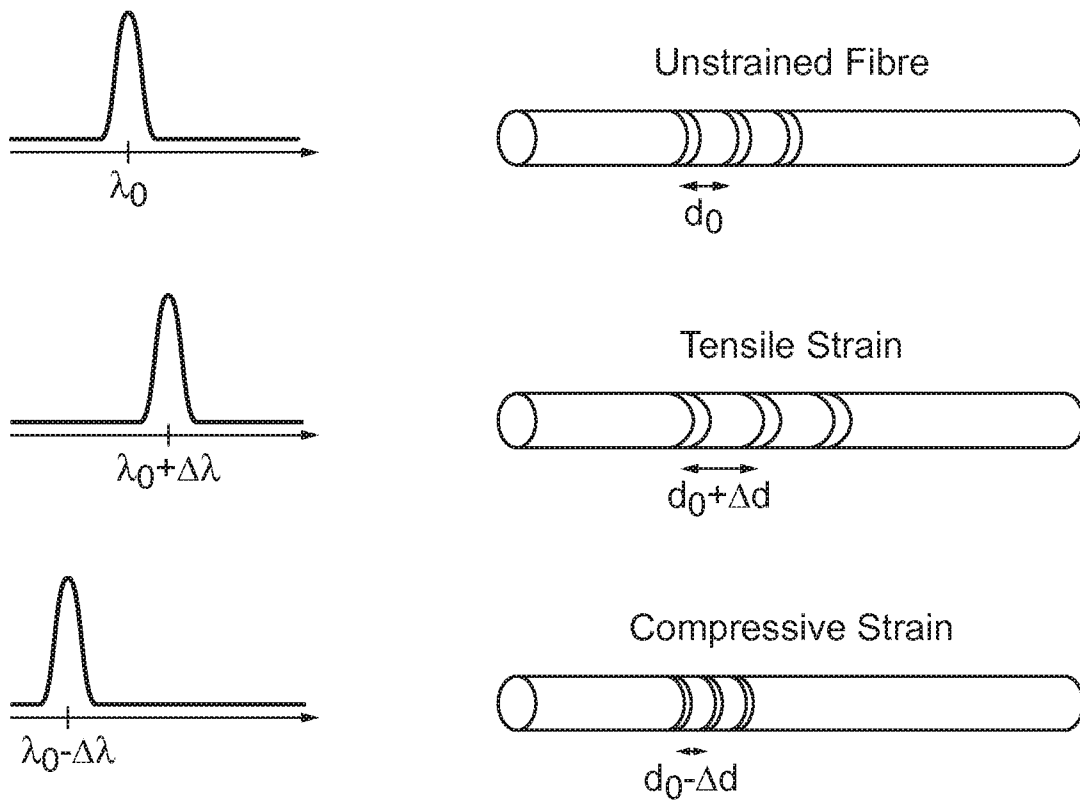 Unstrained Fibre
λ0
d0
Tensile Strain
λ0+Δλ
d0+Δd
Compressive Strain
λ0-Δλ
d0-Δd